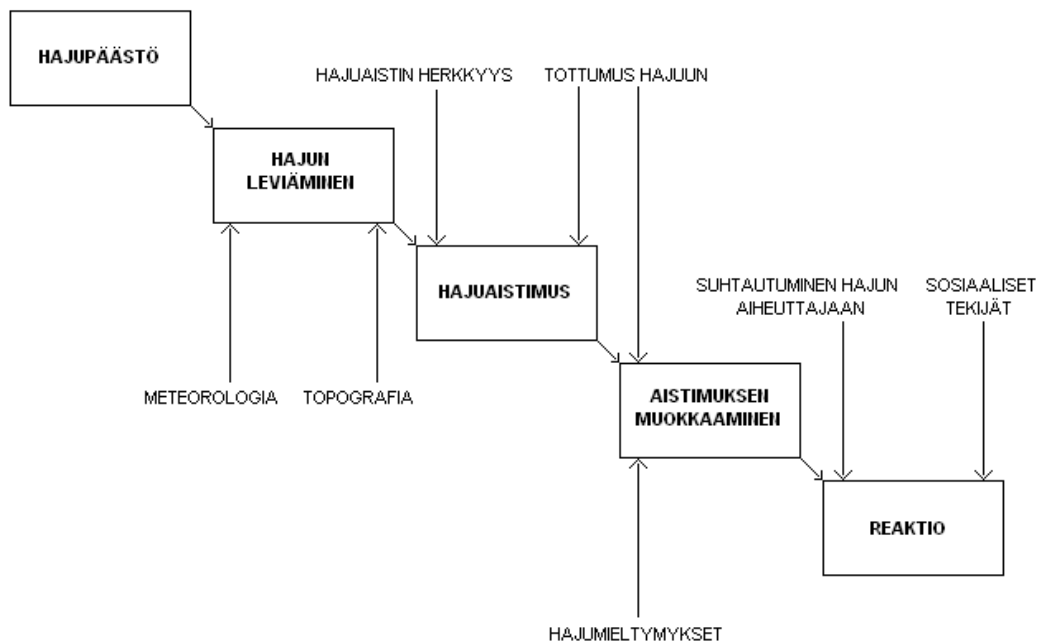 HAJUPÄÄSTÖ
HAJUAISTIN HERKKYYS
TOTTUMUS HAJUUN
HAJUN
LEVIÄMINEN
HAJUAISTIMUS
SUHTAUTUMINEN HAJUN
AIHEUTTAJAAN
SOSIAALISET
TEKIJÄT
METEOROLOGIA
TOPOGRAFIA
AISTIMUKSEN
MUOKKAAMINEN
REAKTIO
HAJUMIELTYMYKSET